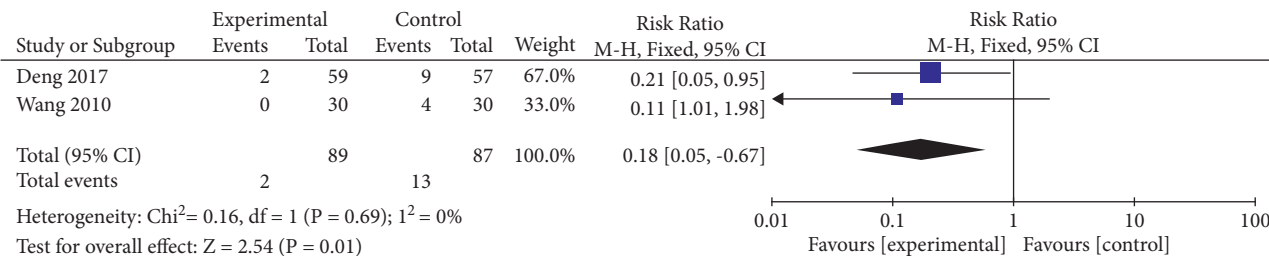 Experimental Control Risk Ratio Risk Ratio
Study or Subgroup Events Total Events Total Weight M-H, Fixed, 95% CI M-H, Fixed, 95% CI
Deng 2017 2 59 9 57 67.0% 0.21 [0.05, 0.95]
Wang 2010 0 30 4 30 33.0% 0.11 [1.01, 1.98]
Total (95% CI) 89 87 100.0% 0.18 [0.05, -0.67]
Total events 2 13
Heterogeneity: Chi²= 0.16, df = 1 (P = 0.69); 1² = 0%
Test for overall effect: Z = 2.54 (P = 0.01)
0.01 0.1 1 10 100
Favours [experimental] Favours [control]